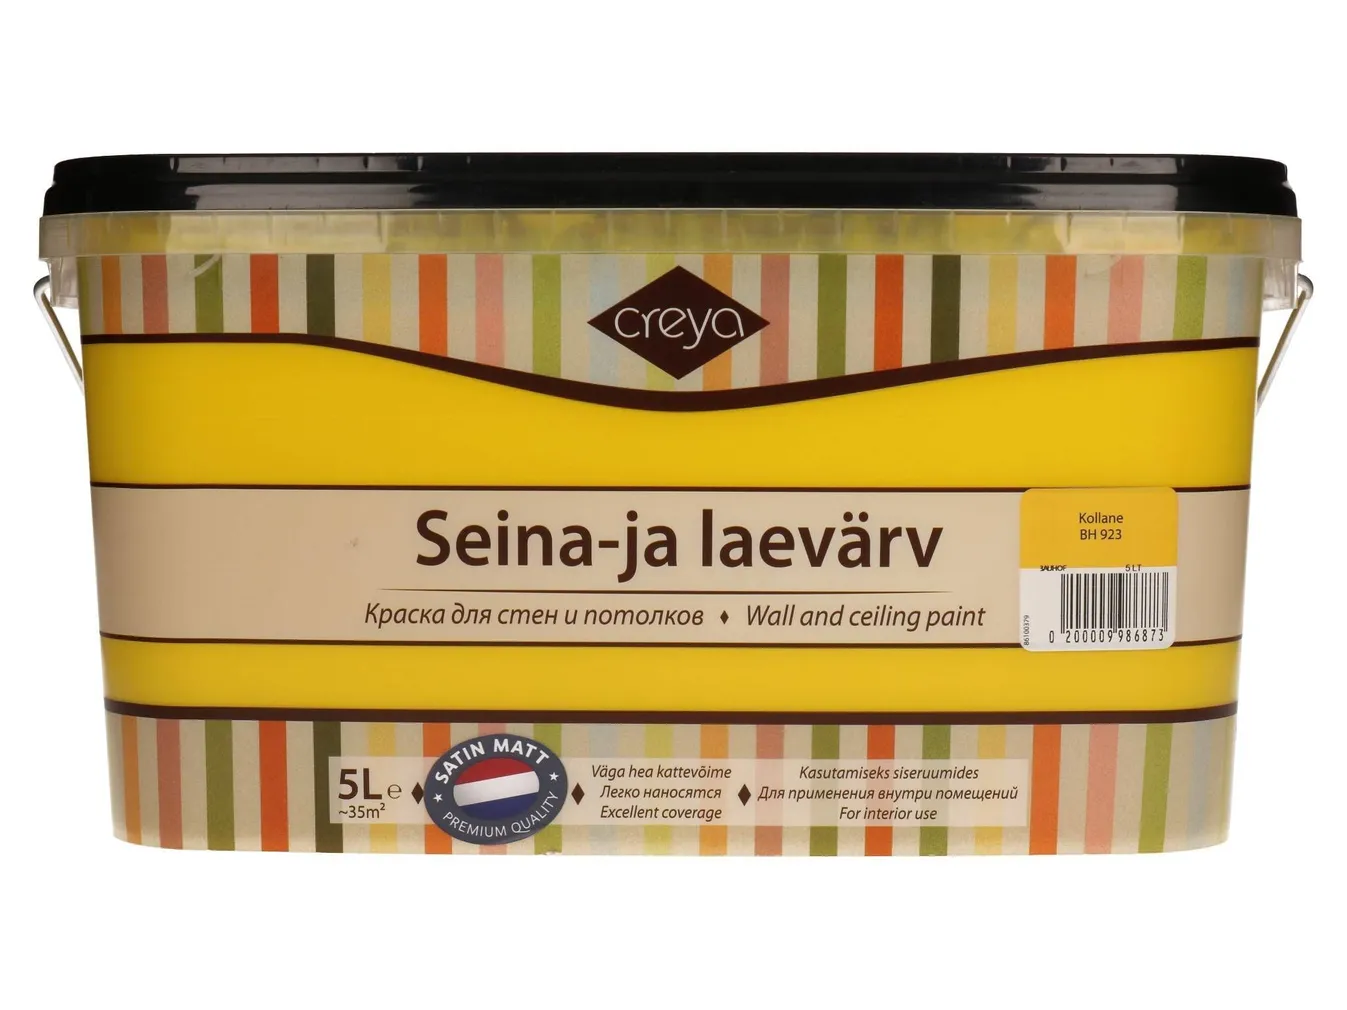 creya
Seina-ja laevärv
Краска для стен и потолков ♦ Wall and ceiling paint
Kollane
BH 923
BAUHOF 5 LT
86100379
0 200009 986873
5L℮
~35m²
SATIN MATT
PREMIUM QUALITY
Väga hea kattevõime
Легко наносятся
Excellent coverage
Kasutamiseks siseruumides
Для применения внутри помещений
For interior use